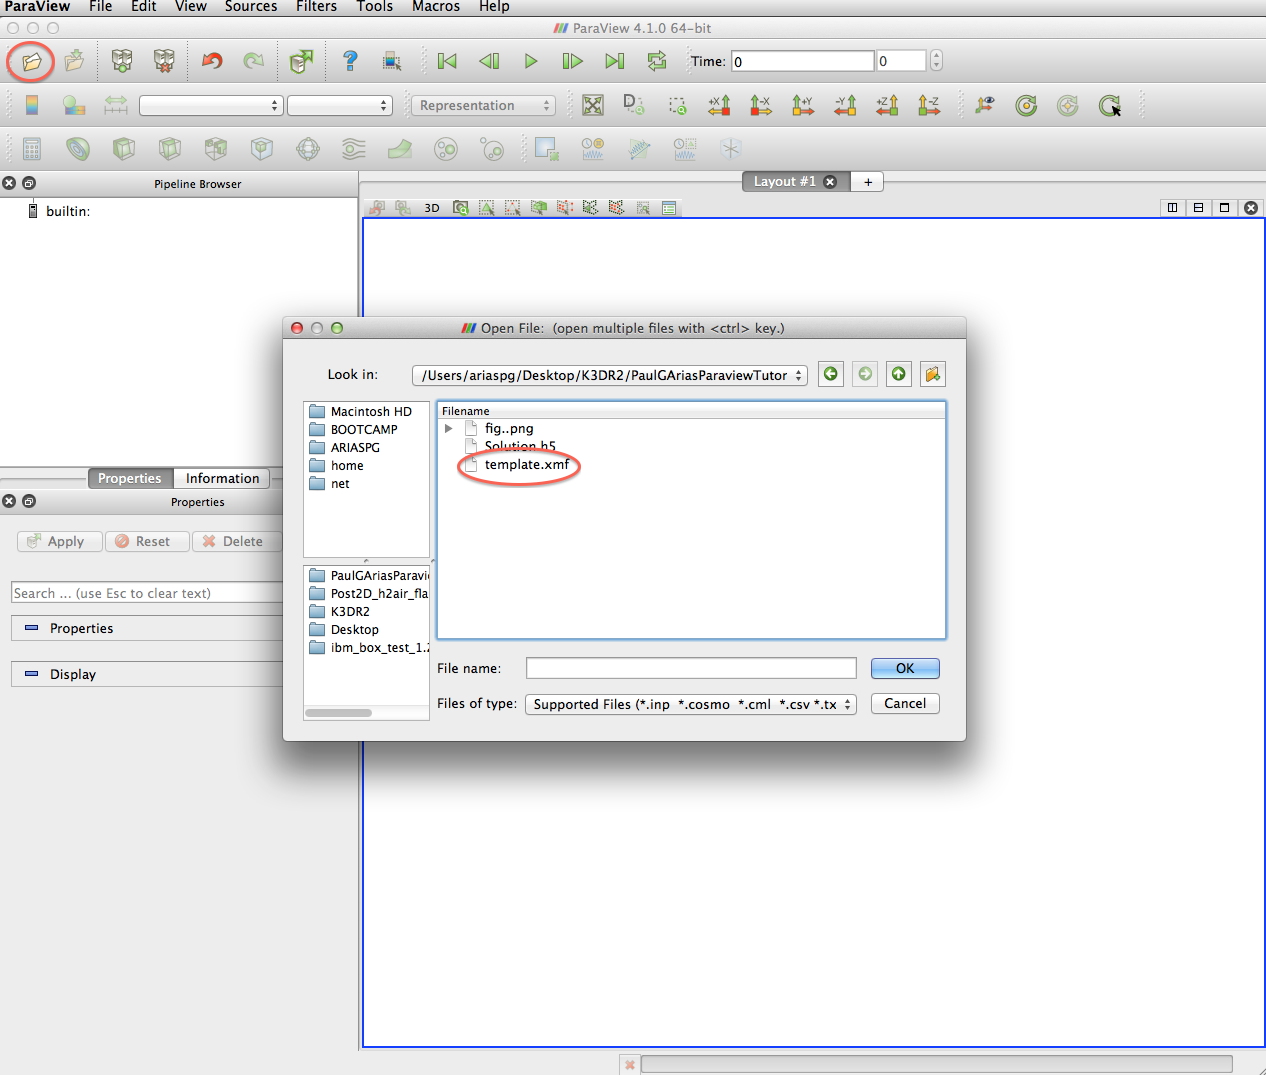 ParaView File Edit View Sources Filters Tools Macros Help
ParaView 4.1.0 64-bit
Time: 0 0
Representation
D
+X -X +Y -Y +Z -Z
Pipeline Browser
Layout #1 +
builtin:
3D
Open File: (open multiple files with <ctrl> key.)
Look in: /Users/ariaspg/Desktop/K3DR2/PaulGAriasParaviewTutor
Macintosh HD
BOOTCAMP
ARIASPG
home
net
Filename
fig..png
Solution.h5
template.xmf
Properties Information
Properties
Apply Reset Delete
Search ... (use Esc to clear text)
Properties
Display
PaulGAriasParavi
Post2D_h2air_fla
K3DR2
Desktop
ibm_box_test_1.2
File name: OK
Files of type: Supported Files (*.inp *.cosmo *.cml *.csv *.tx Cancel